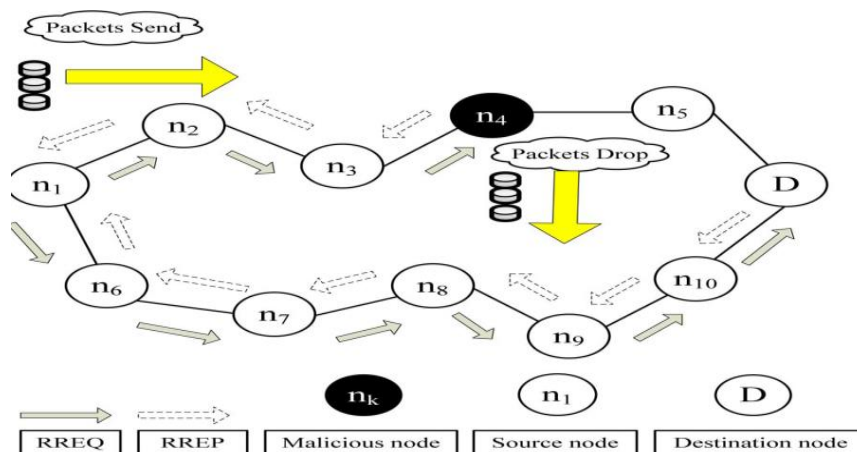 Packets Send
n2
n4
n5
n3
Packets Drop
n1
D
n6
n8
n10
n7
n9
nk
n1
D
RREQ
RREP
Malicious node
Source node
Destination node